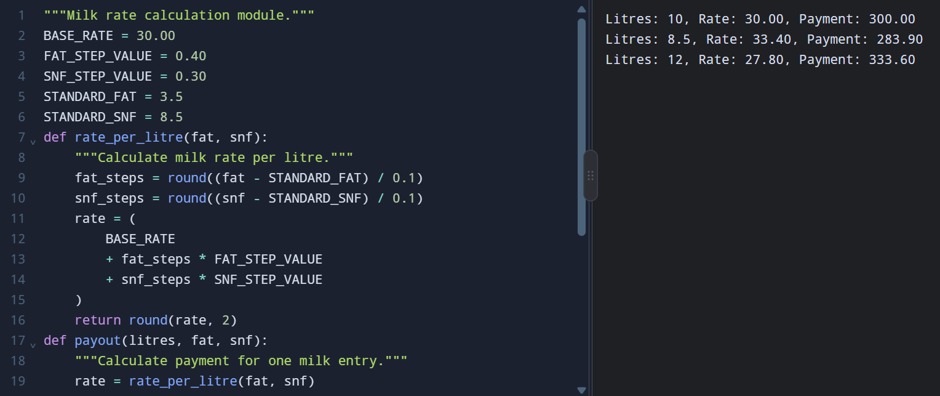 1 """Milk rate calculation module."""
2 BASE_RATE = 30.00
3 FAT_STEP_VALUE = 0.40
4 SNF_STEP_VALUE = 0.30
5 STANDARD_FAT = 3.5
6 STANDARD_SNF = 8.5
7 def rate_per_litre(fat, snf):
8     """Calculate milk rate per litre."""
9     fat_steps = round((fat - STANDARD_FAT) / 0.1)
10     snf_steps = round((snf - STANDARD_SNF) / 0.1)
11     rate = (
12         BASE_RATE
13         + fat_steps * FAT_STEP_VALUE
14         + snf_steps * SNF_STEP_VALUE
15     )
16     return round(rate, 2)
17 def payout(litres, fat, snf):
18     """Calculate payment for one milk entry."""
19     rate = rate_per_litre(fat, snf)
Litres: 10, Rate: 30.00, Payment: 300.00
Litres: 8.5, Rate: 33.40, Payment: 283.90
Litres: 12, Rate: 27.80, Payment: 333.60